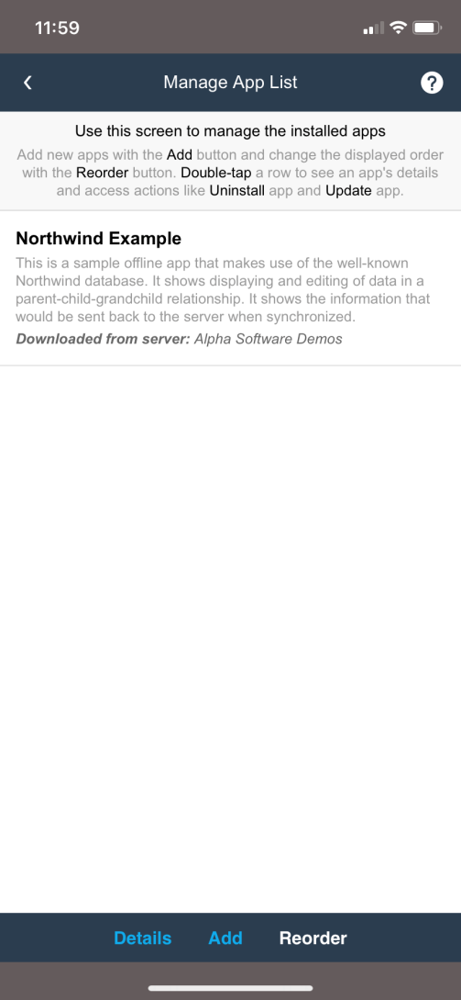 11:59
Manage App List
Use this screen to manage the installed apps
Add new apps with the Add button and change the displayed order
with the Reorder button. Double-tap a row to see an app's details
and access actions like Uninstall app and Update app.
Northwind Example
This is a sample offline app that makes use of the well-known
Northwind database. It shows displaying and editing of data in a
parent-child-grandchild relationship. It shows the information that
would be sent back to the server when synchronized.
Downloaded from server: Alpha Software Demos
Details Add Reorder